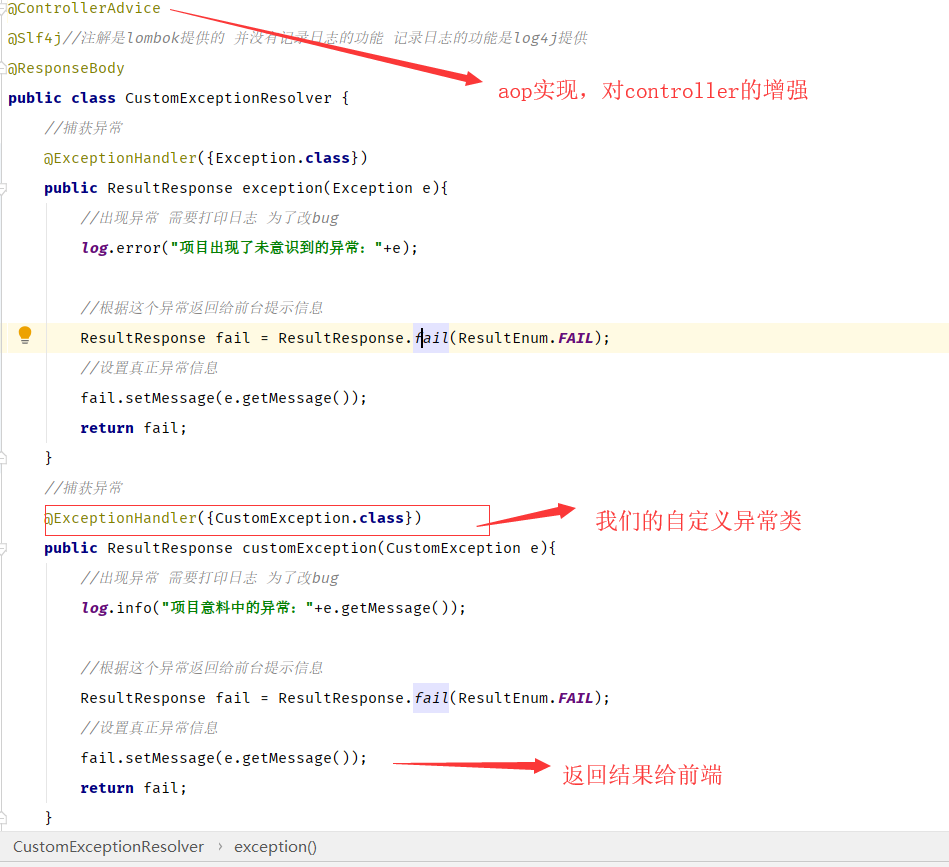 @ControllerAdvice
@Slf4j//注解是lombok提供的 并没有记录日志的功能 记录日志的功能是log4j提供
@ResponseBody
aop实现，对controller的增强
public class CustomExceptionResolver {
//捕获异常
@ExceptionHandler({Exception.class})
public ResultResponse exception(Exception e){
//出现异常 需要打印日志 为了改bug
log.error("项目出现了未意识到的异常："+e);
//根据这个异常返回给前台提示信息
ResultResponse fail = ResultResponse.fail(ResultEnum.FAIL);
//设置真正异常信息
fail.setMessage(e.getMessage());
return fail;
}
//捕获异常
@ExceptionHandler({CustomException.class})
我们的自定义异常类
public ResultResponse customException(CustomException e){
//出现异常 需要打印日志 为了改bug
log.info("项目意料中的异常："+e.getMessage());
//根据这个异常返回给前台提示信息
ResultResponse fail = ResultResponse.fail(ResultEnum.FAIL);
//设置真正异常信息
fail.setMessage(e.getMessage());
返回结果给前端
return fail;
}
CustomExceptionResolver › exception()